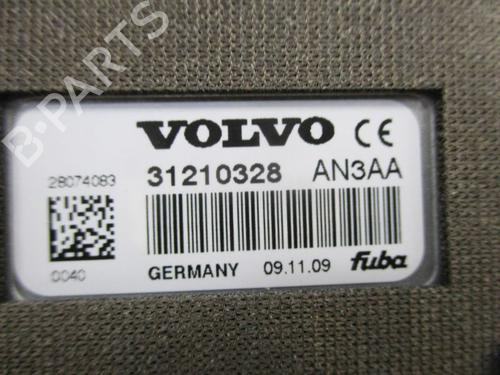 B-PARTS
VOLVO CE
28074083 31210328 AN3AA
0040 GERMANY 09.11.09 fuba